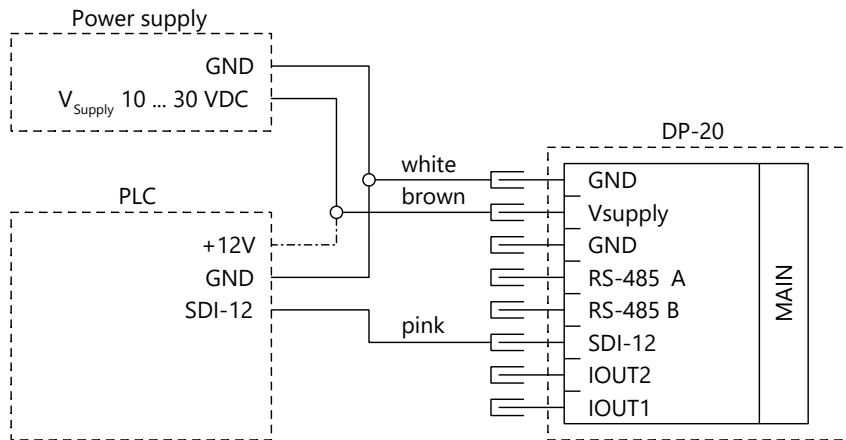 Power supply
GND
VSupply 10 ... 30 VDC
DP-20
white
GND
brown
Vsupply
PLC
+12V
GND
GND
RS-485 A
SDI-12
RS-485 B
pink
SDI-12
IOUT2
IOUT1
MAIN